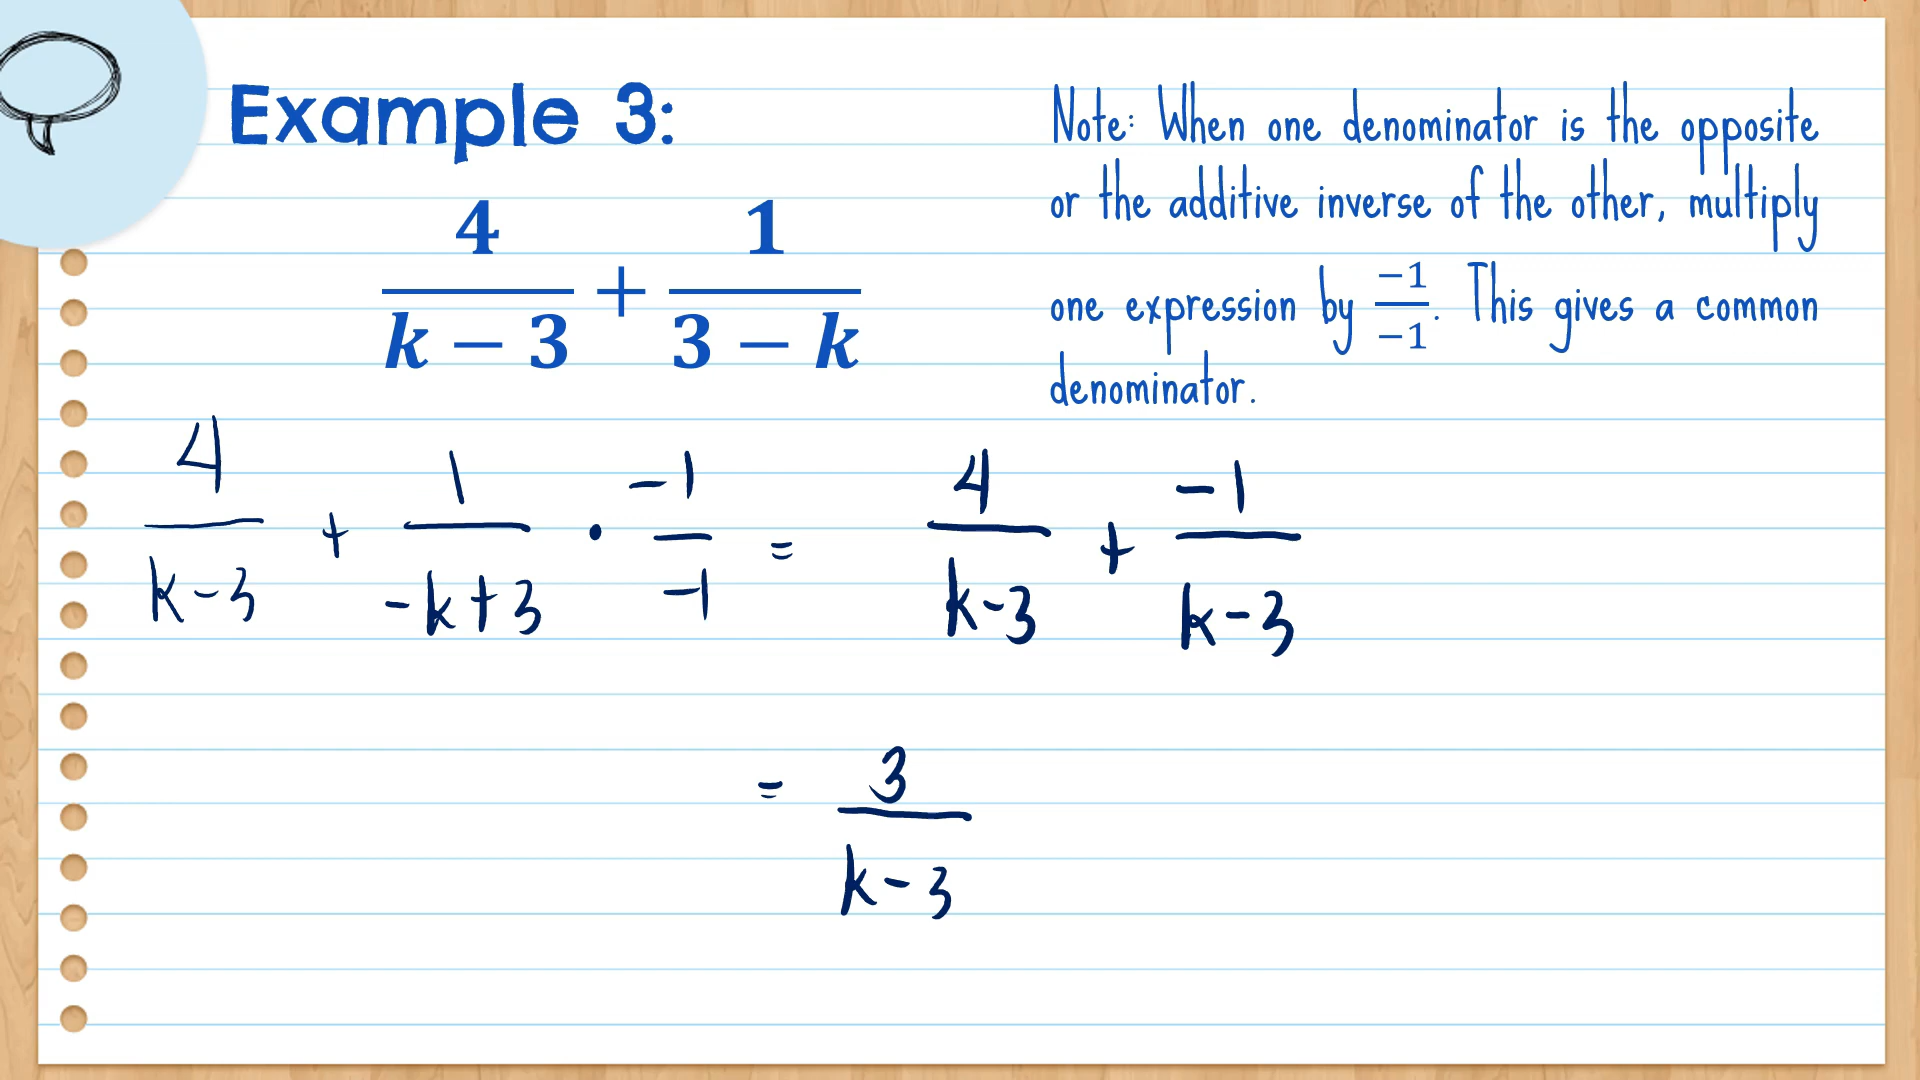 Example 3:
4/(k − 3) + 1/(3 − k)
Note: When one denominator is the opposite
or the additive inverse of the other, multiply
one expression by −1/−1. This gives a common
denominator.
4/(k-3) + 1/(-k+3) · -1/-1 = 4/(k-3) + -1/(k-3)
= 3/(k-3)